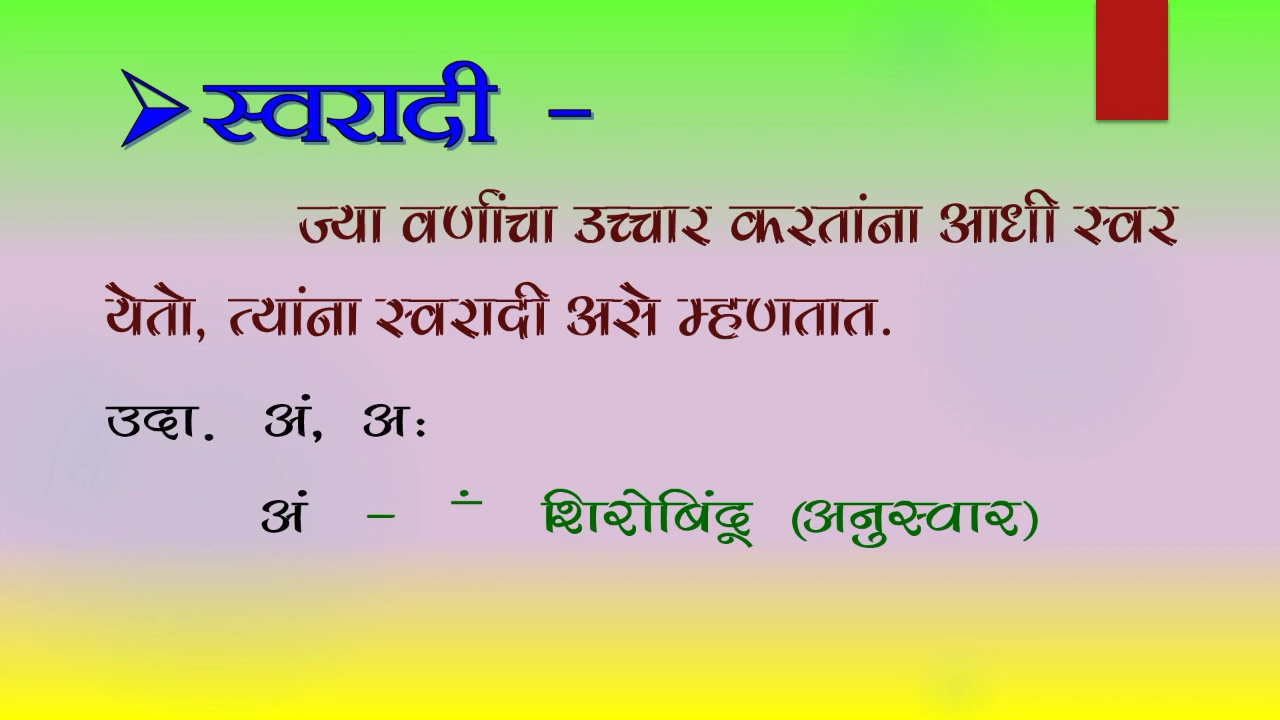 स्वरादी -
ज्या वर्णांचा उच्चार करतांना आधी स्वर
येतो, त्यांना स्वरादी असे म्हणतात.
उदा. अं, अः
अं - ं शिरोबिंदू (अनुस्वार)